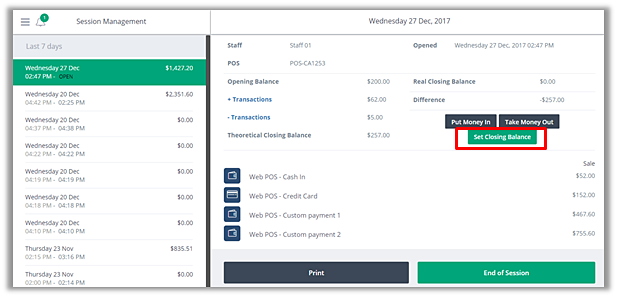 1
Session Management
Wednesday 27 Dec, 2017
Last 7 days
Wednesday 27 Dec $1,427.20
02:47 PM - OPEN
Wednesday 20 Dec $2,351.60
04:42 PM - 02:25 PM
Wednesday 20 Dec $0.00
04:37 PM - 04:38 PM
Wednesday 20 Dec $0.00
04:22 PM - 04:22 PM
Wednesday 20 Dec $0.00
04:19 PM - 04:19 PM
Wednesday 20 Dec $0.00
04:18 PM - 04:18 PM
Wednesday 20 Dec $0.00
04:10 PM - 04:10 PM
Thursday 23 Nov $835.51
02:15 PM - 03:16 PM
Thursday 23 Nov $0.00
02:00 PM - 02:14 PM
Staff Staff 01 Opened Wednesday 27 Dec, 2017 02:47 PM
POS POS-CA1253
Opening Balance $200.00 Real Closing Balance $0.00
+ Transactions $62.00 Difference -$257.00
- Transactions $5.00 Put Money In Take Money Out
Theoretical Closing Balance $257.00 Set Closing Balance
Sale
Web POS - Cash In $52.00
Web POS - Credit Card $152.00
Web POS - Custom payment 1 $467.60
Web POS - Custom payment 2 $755.60
Print End of Session